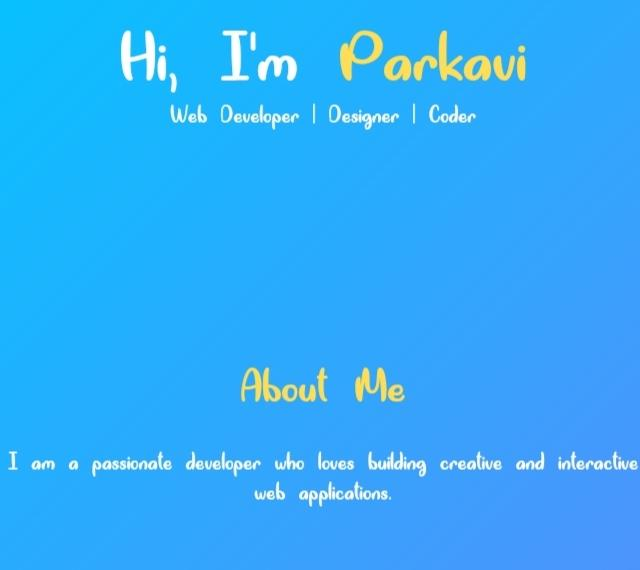 Hi, I'm Parkavi
Web Developer | Designer | Coder
About Me
I am a passionate developer who loves building creative and interactive
web applications.